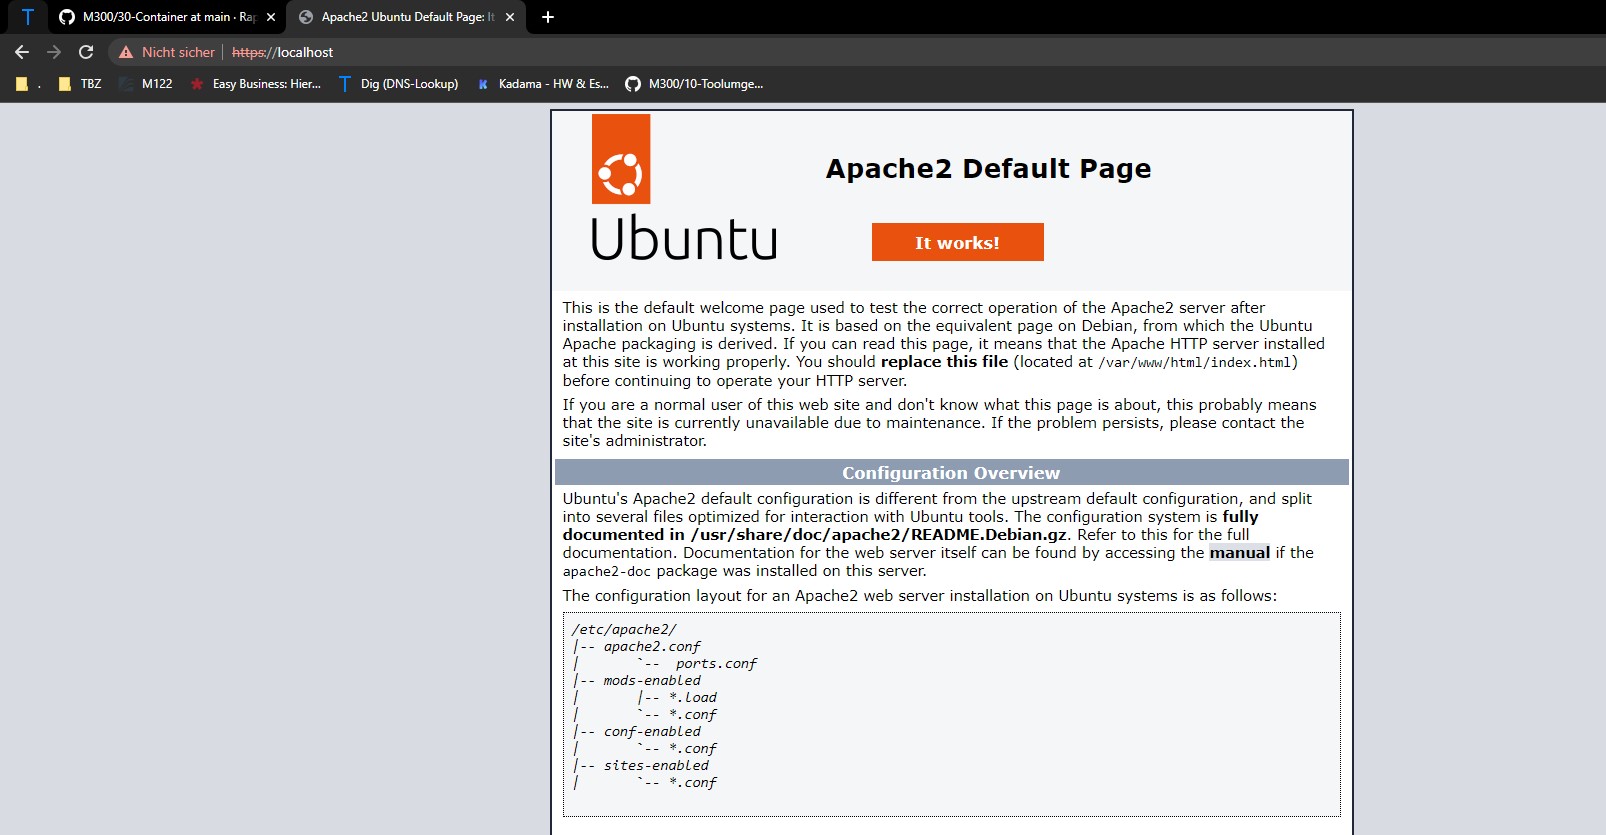 M300/30-Container at main · Rap
Apache2 Ubuntu Default Page: It
Nicht sicher
https://localhost
.
TBZ
M122
Easy Business: Hier...
Dig (DNS-Lookup)
Kadama - HW & Es...
M300/10-Toolumge...
Ubuntu
Apache2 Default Page
It works!
This is the default welcome page used to test the correct operation of the Apache2 server after
installation on Ubuntu systems. It is based on the equivalent page on Debian, from which the Ubuntu
Apache packaging is derived. If you can read this page, it means that the Apache HTTP server installed
at this site is working properly. You should replace this file (located at /var/www/html/index.html)
before continuing to operate your HTTP server.
If you are a normal user of this web site and don't know what this page is about, this probably means
that the site is currently unavailable due to maintenance. If the problem persists, please contact the
site's administrator.
Configuration Overview
Ubuntu's Apache2 default configuration is different from the upstream default configuration, and split
into several files optimized for interaction with Ubuntu tools. The configuration system is fully
documented in /usr/share/doc/apache2/README.Debian.gz. Refer to this for the full
documentation. Documentation for the web server itself can be found by accessing the manual if the
apache2-doc package was installed on this server.
The configuration layout for an Apache2 web server installation on Ubuntu systems is as follows:
/etc/apache2/
|-- apache2.conf
|       `--  ports.conf
|-- mods-enabled
|       |-- *.load
|       `-- *.conf
|-- conf-enabled
|       `-- *.conf
|-- sites-enabled
|       `-- *.conf